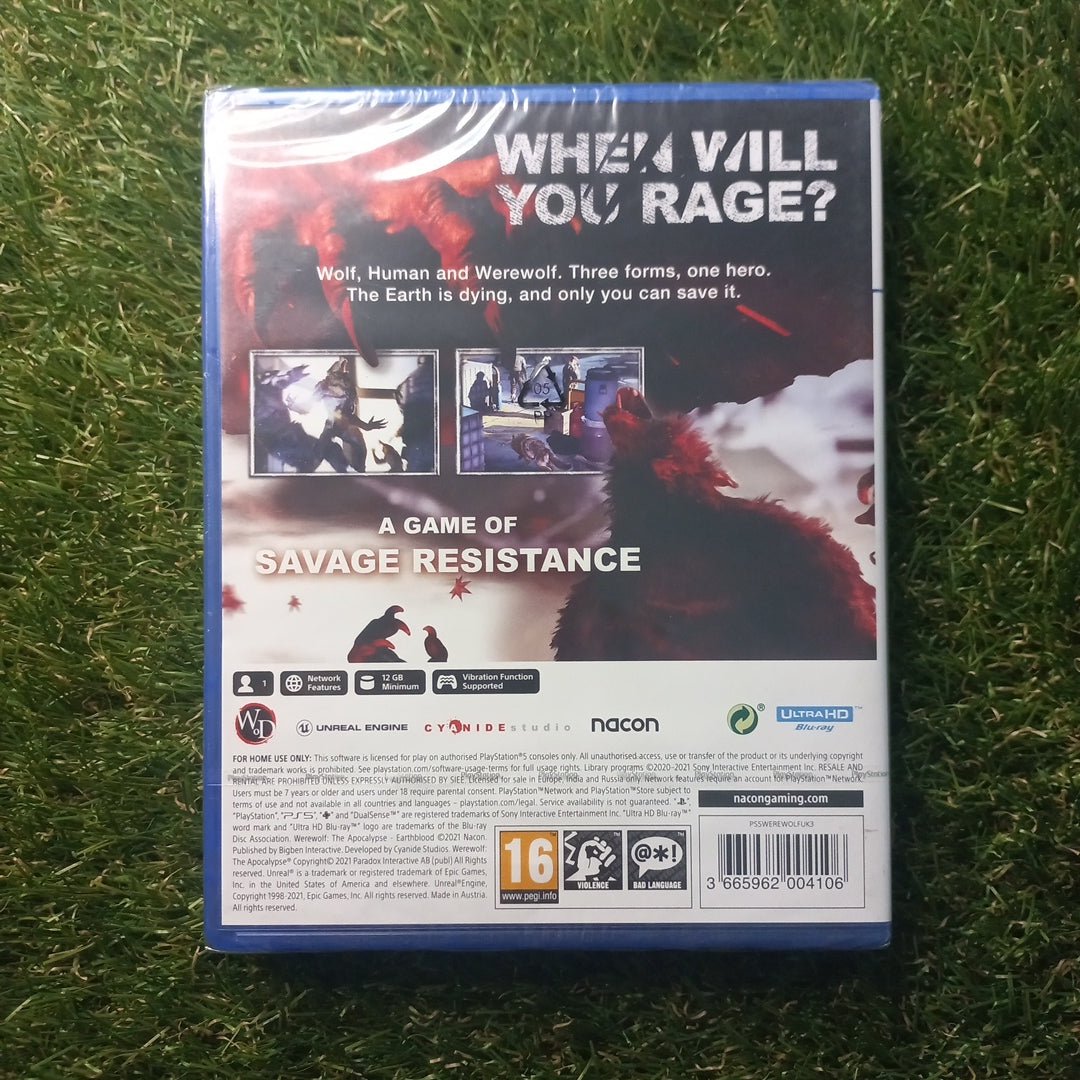 WHEN WILL
YOU RAGE?
Wolf, Human and Werewolf. Three forms, one hero.
The Earth is dying, and only you can save it.
05
A GAME OF
SAVAGE RESISTANCE
1
Network
Features
12 GB
Minimum
Vibration Function
Supported
WoD
UNREAL ENGINE
CYANIDE studio
nacon
®
ULTRA HD™
Blu-ray
FOR HOME USE ONLY: This software is licensed for play on authorised PlayStation®5 consoles only. All unauthorised access, use or transfer of the product or its underlying copyright
and trademark works is prohibited. See playstation.com/software-usage-terms for full usage rights. Library programs ©2020-2021 Sony Interactive Entertainment Inc. RESALE AND
RENTAL ARE PROHIBITED UNLESS EXPRESSLY AUTHORISED BY SIEE. Licensed for sale in Europe, India and Russia only. Network features require an account for PlayStation™Network.
Users must be 7 years or older and users under 18 require parental consent. PlayStation™Network and PlayStation™Store subject to
terms of use and not available in all countries and languages – playstation.com/legal. Service availability is not guaranteed. "
"PlayStation", "PS5", " " and "DualSense™" are registered trademarks of Sony Interactive Entertainment Inc. "Ultra HD Blu-ray™"
word mark and "Ultra HD Blu-ray™" logo are trademarks of the Blu-ray
Disc Association. Werewolf: The Apocalypse - Earthblood ©2021 Nacon.
Published by Bigben Interactive. Developed by Cyanide Studios. Werewolf:
The Apocalypse® Copyright© 2021 Paradox Interactive AB (publ) All Rights
reserved. Unreal® is a trademark or registered trademark of Epic Games,
Inc. in the United States of America and elsewhere. Unreal®Engine,
Copyright 1998-2021, Epic Games, Inc. All rights reserved. Made in Austria.
All rights reserved.
nacongaming.com
16
www.pegi.info
VIOLENCE
@*!
BAD LANGUAGE
PS5WEREWOLFUK3
3 665962 004106